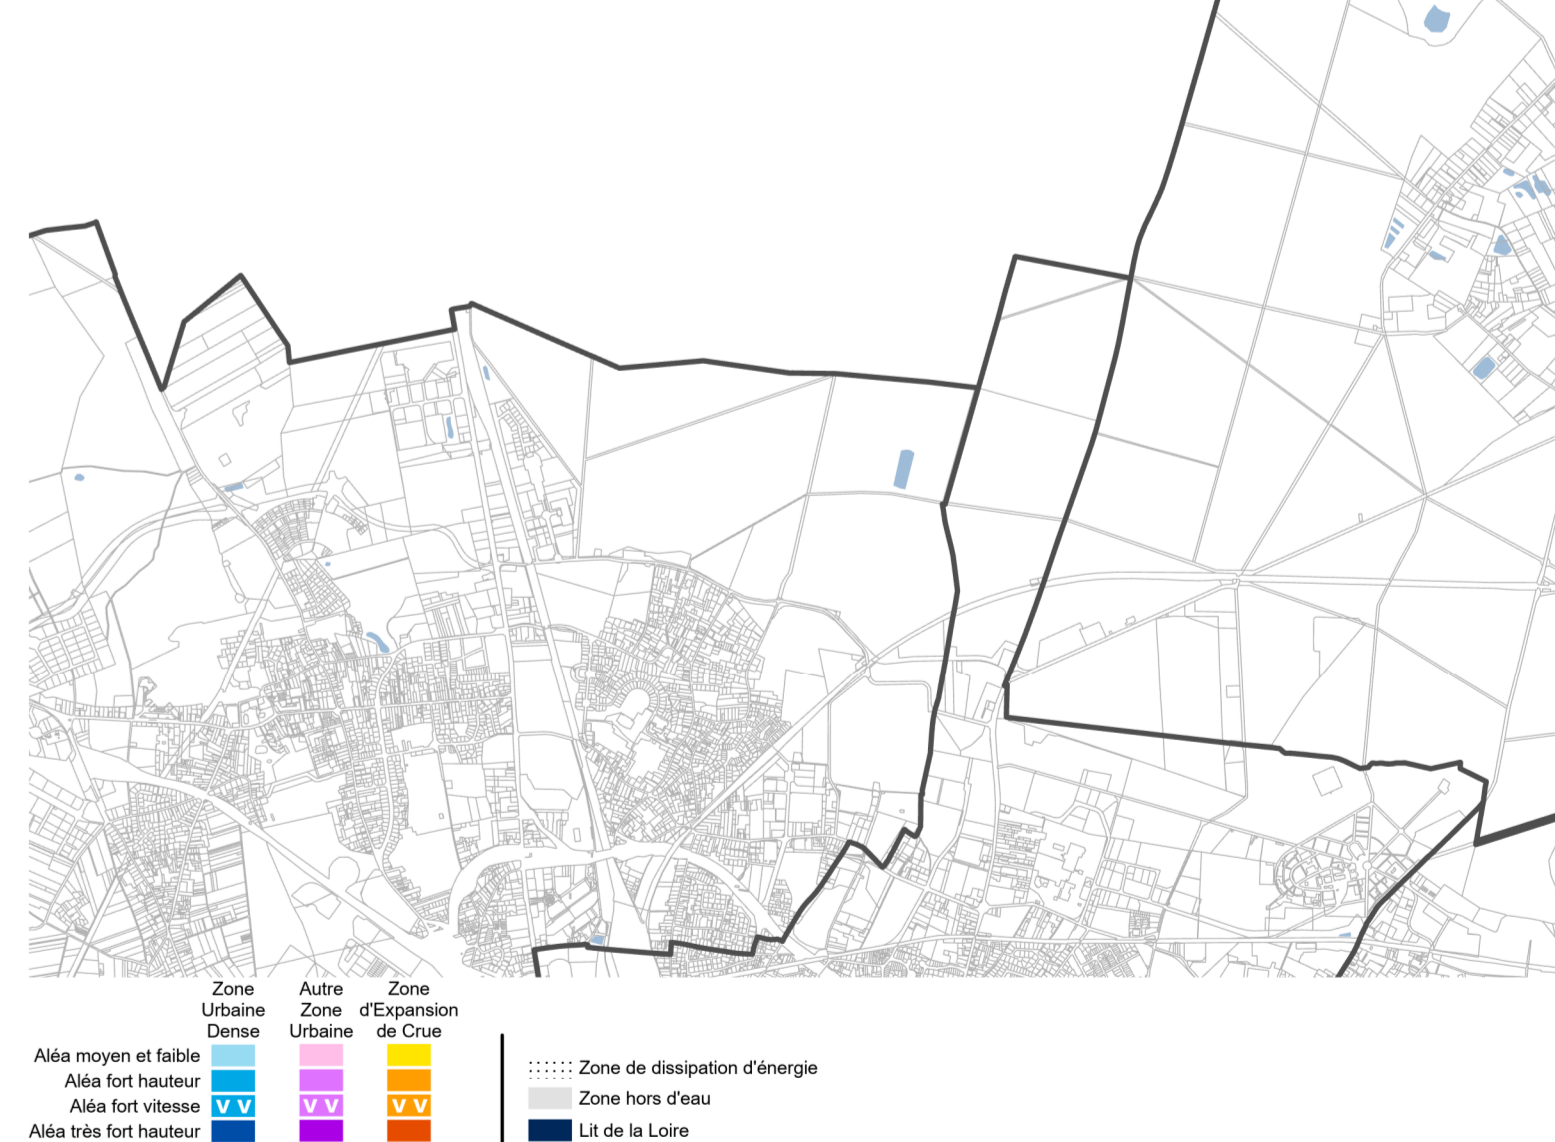 Zone
Urbaine
Dense
Autre
Zone
Urbaine
Zone
d'Expansion
de Crue
Aléa moyen et faible
Aléa fort hauteur
Aléa fort vitesse
V V
V V
V V
Aléa très fort hauteur
Zone de dissipation d'énergie
Zone hors d'eau
Lit de la Loire